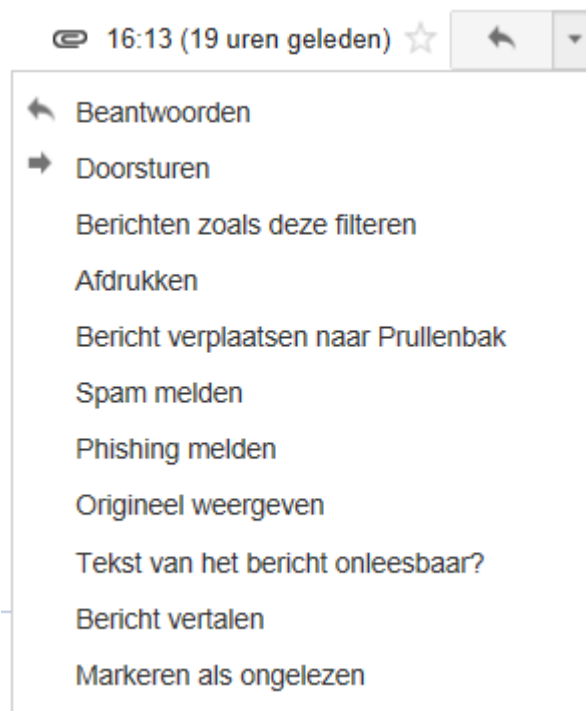 16:13 (19 uren geleden)
Beantwoorden
Doorsturen
Berichten zoals deze filteren
Afdrukken
Bericht verplaatsen naar Prullenbak
Spam melden
Phishing melden
Origineel weergeven
Tekst van het bericht onleesbaar?
Bericht vertalen
Markeren als ongelezen